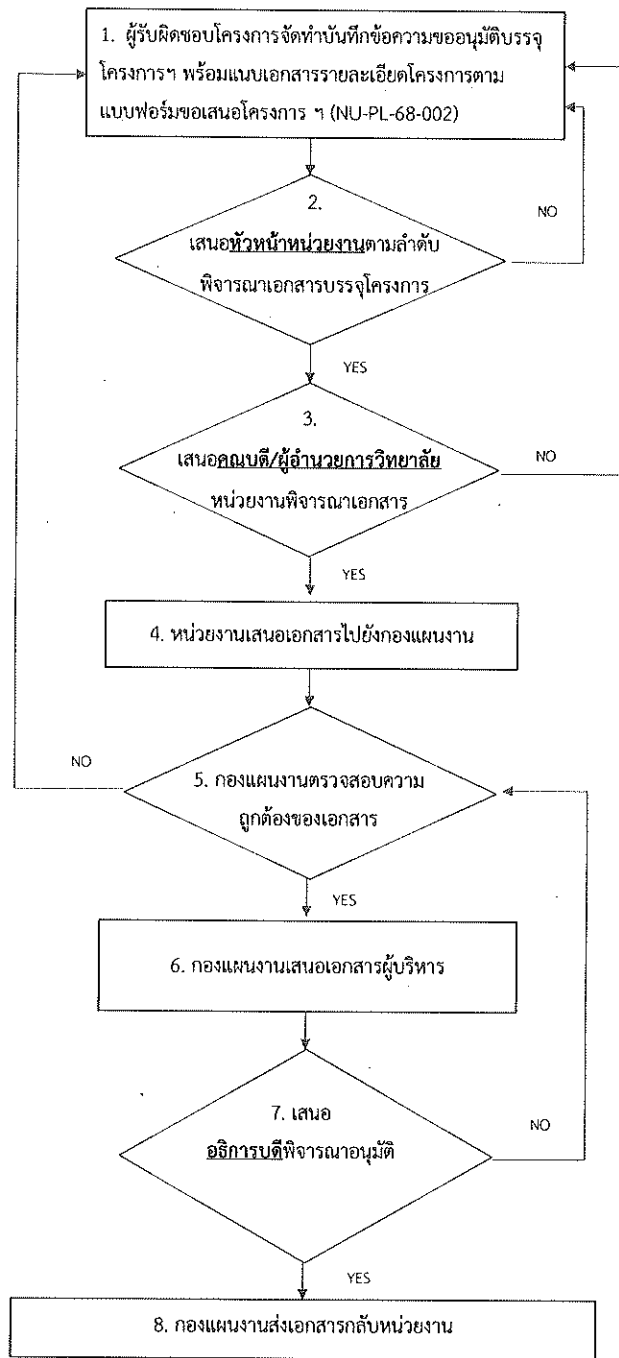 1. ผู้รับผิดชอบโครงการจัดทำบันทึกข้อความขออนุมัติบรรจุ
โครงการฯ พร้อมแนบเอกสารรายละเอียดโครงการตาม
แบบฟอร์มขอเสนอโครงการ ฯ (NU-PL-68-002)
2.
NO
เสนอหัวหน้าหน่วยงานตามลำดับ
พิจารณาเอกสารบรรจุโครงการ
YES
3.
เสนอคณบดี/ผู้อำนวยการวิทยาลัย
NO
หน่วยงานพิจารณาเอกสาร
YES
4. หน่วยงานเสนอเอกสารไปยังกองแผนงาน
NO
5. กองแผนงานตรวจสอบความ
ถูกต้องของเอกสาร
YES
6. กองแผนงานเสนอเอกสารผู้บริหาร
7. เสนอ
NO
อธิการบดีพิจารณาอนุมัติ
YES
8. กองแผนงานส่งเอกสารกลับหน่วยงาน